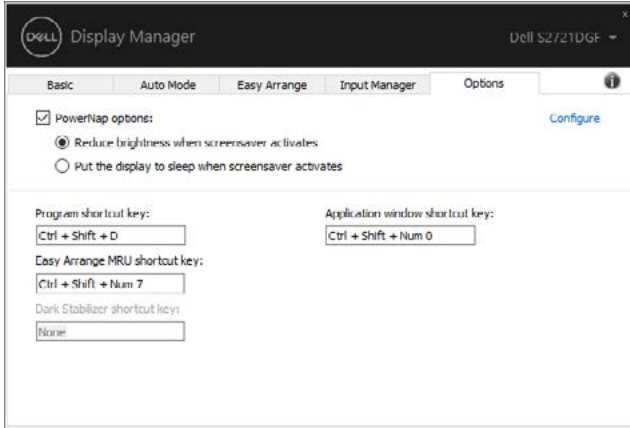 x
DELL Display Manager Dell S2721DGF
Basic Auto Mode Easy Arrange Input Manager Options
PowerNap options: Configure
Reduce brightness when screensaver activates
Put the display to sleep when screensaver activates
Program shortcut key: Application window shortcut key:
Ctrl + Shift + D Ctrl + Shift + Num 0
Easy Arrange MRU shortcut key:
Ctrl + Shift + Num 7
Dark Stabilizer shortcut key:
None